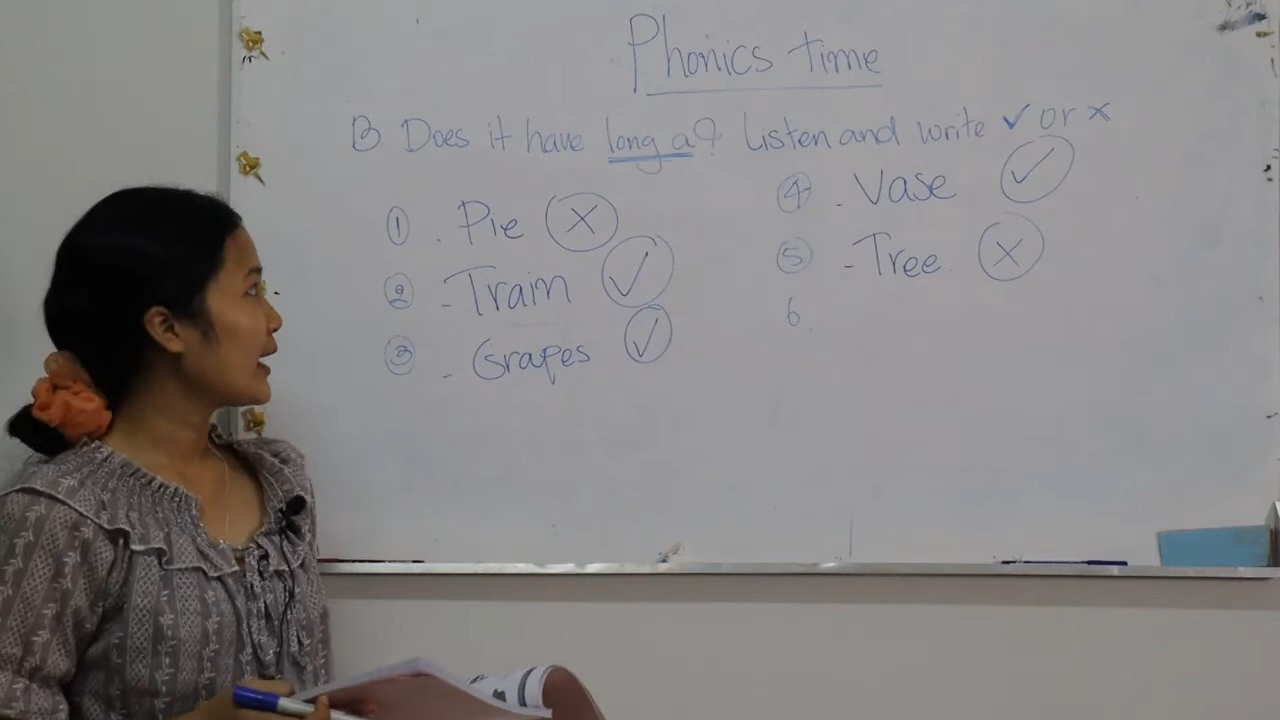 Phonics time
B. Does it have long a? Listen and write ✓ or ×
① . Pie ×
② - Train ✓
③ - Grapes ✓
④ - Vase ✓
⑤ - Tree ×
6.